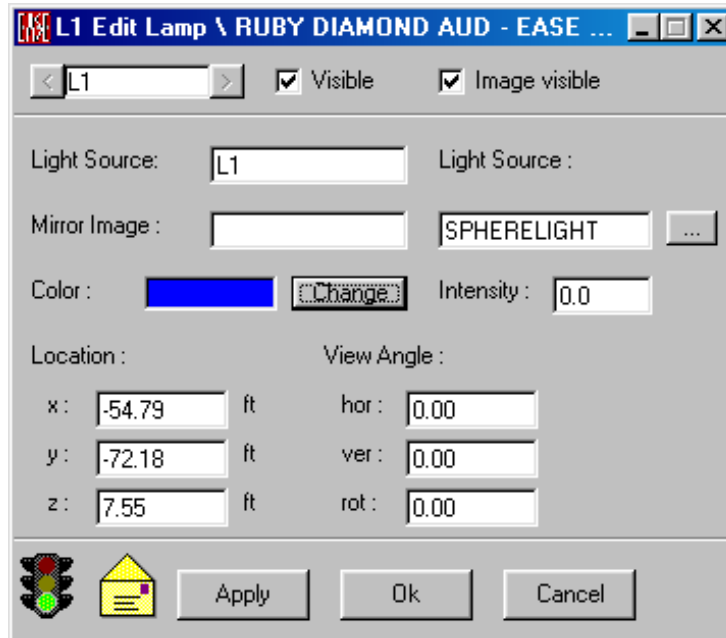 L1 Edit Lamp \ RUBY DIAMOND AUD - EASE ...
< L1 > Visible Image visible
Light Source: L1 Light Source :
Mirror Image : SPHERELIGHT ...
Color : Change Intensity : 0.0
Location : View Angle :
x : -54.79 ft hor : 0.00
y : -72.18 ft ver : 0.00
z : 7.55 ft rot : 0.00
Apply Ok Cancel